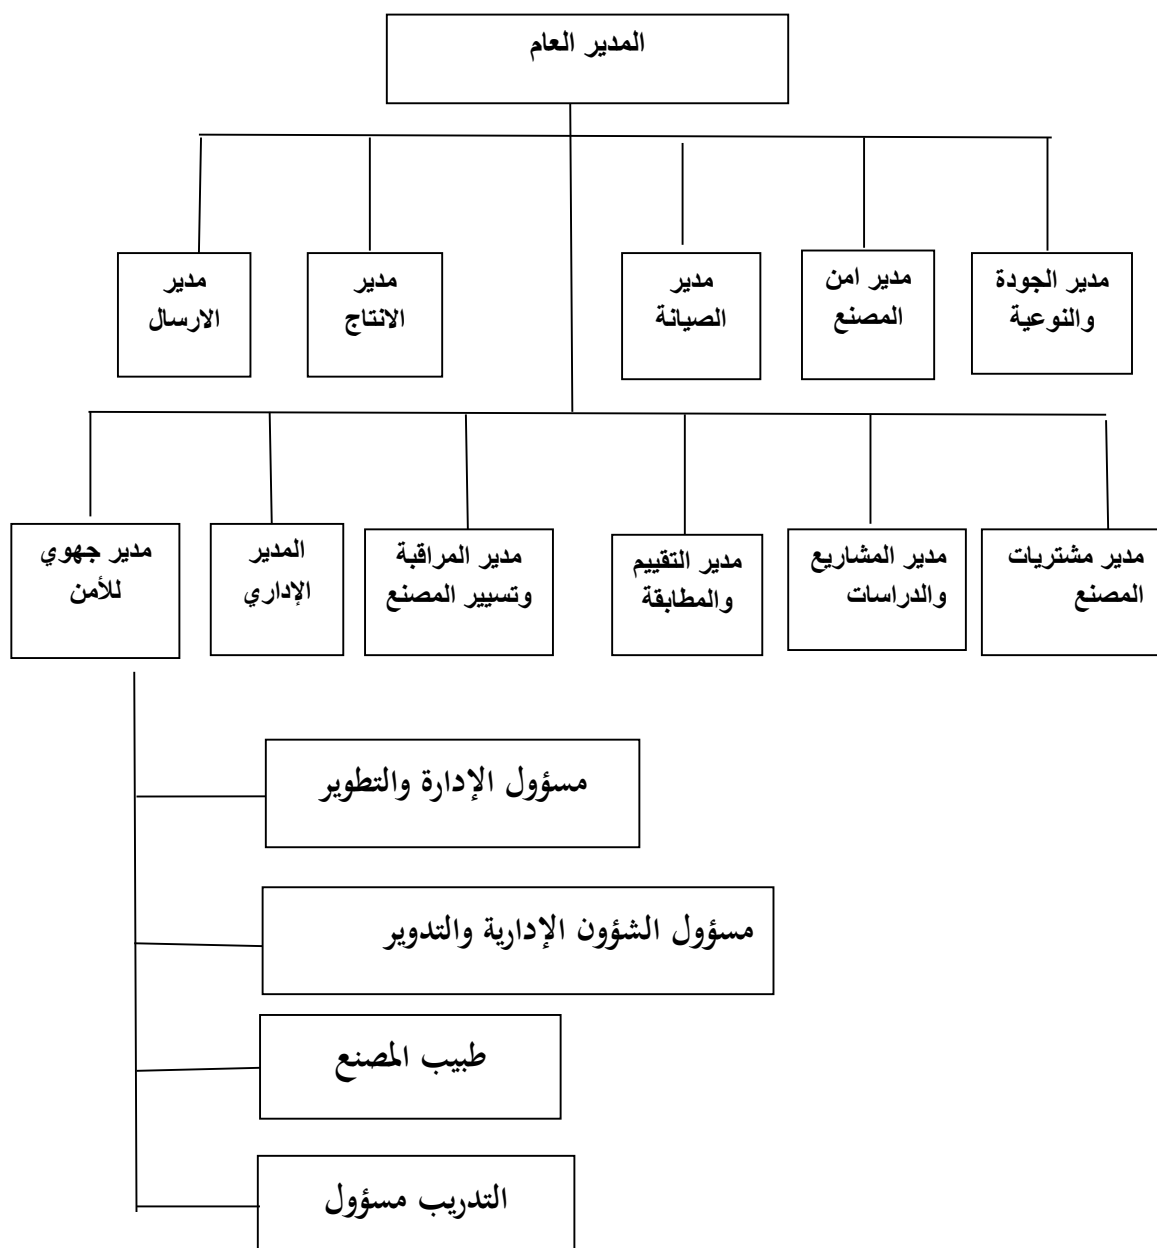 المدير العام
مدير الجودة
والنوعية
مدير امن
المصنع
مدير
الصيانة
مدير
الانتاج
مدير
الارسال
مدير مشتريات
المصنع
مدير المشاريع
والدراسات
مدير التقييم
والمطابقة
مدير المراقبة
وتسيير المصنع
المدير
الإداري
مدير جهوي
للأمن
مسؤول الإدارة والتطوير
مسؤول الشؤون الإدارية والتدوير
طبيب المصنع
التدريب مسؤول